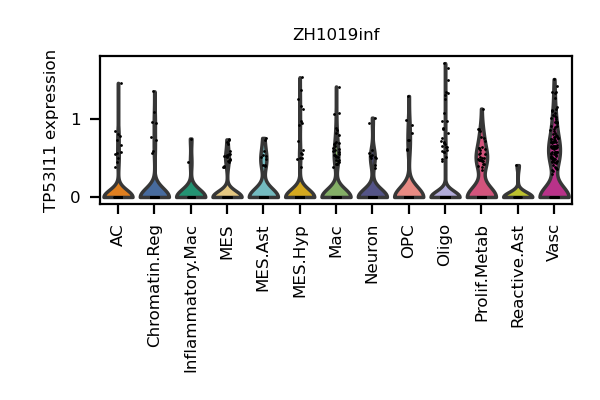 ZH1019inf
TP53I11 expression
1
0
AC
Chromatin.Reg
Inflammatory.Mac
MES
MES.Ast
MES.Hyp
Mac
Neuron
OPC
Oligo
Prolif.Metab
Reactive.Ast
Vasc